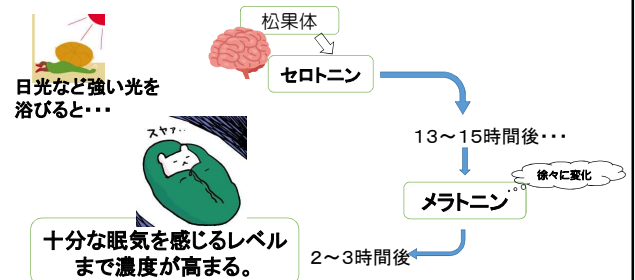 松果体
セロトニン
日光など強い光を
浴びると・・・
13～15時間後・・・
スヤァ・・
徐々に変化
メラトニン
十分な眠気を感じるレベル
まで濃度が高まる。
2～3時間後